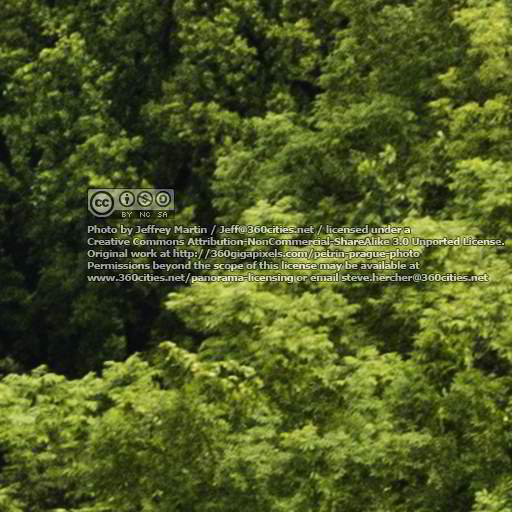 cc
BY NC SA
Photo by Jeffrey Martin / Jeff@360cities.net / licensed under a
Creative Commons Attribution-NonCommercial-ShareAlike 3.0 Unported License.
Original work at http://360gigapixels.com/petrin-prague-photo
Permissions beyond the scope of this license may be available at
www.360cities.net/panorama-licensing or email steve.hercher@360cities.net